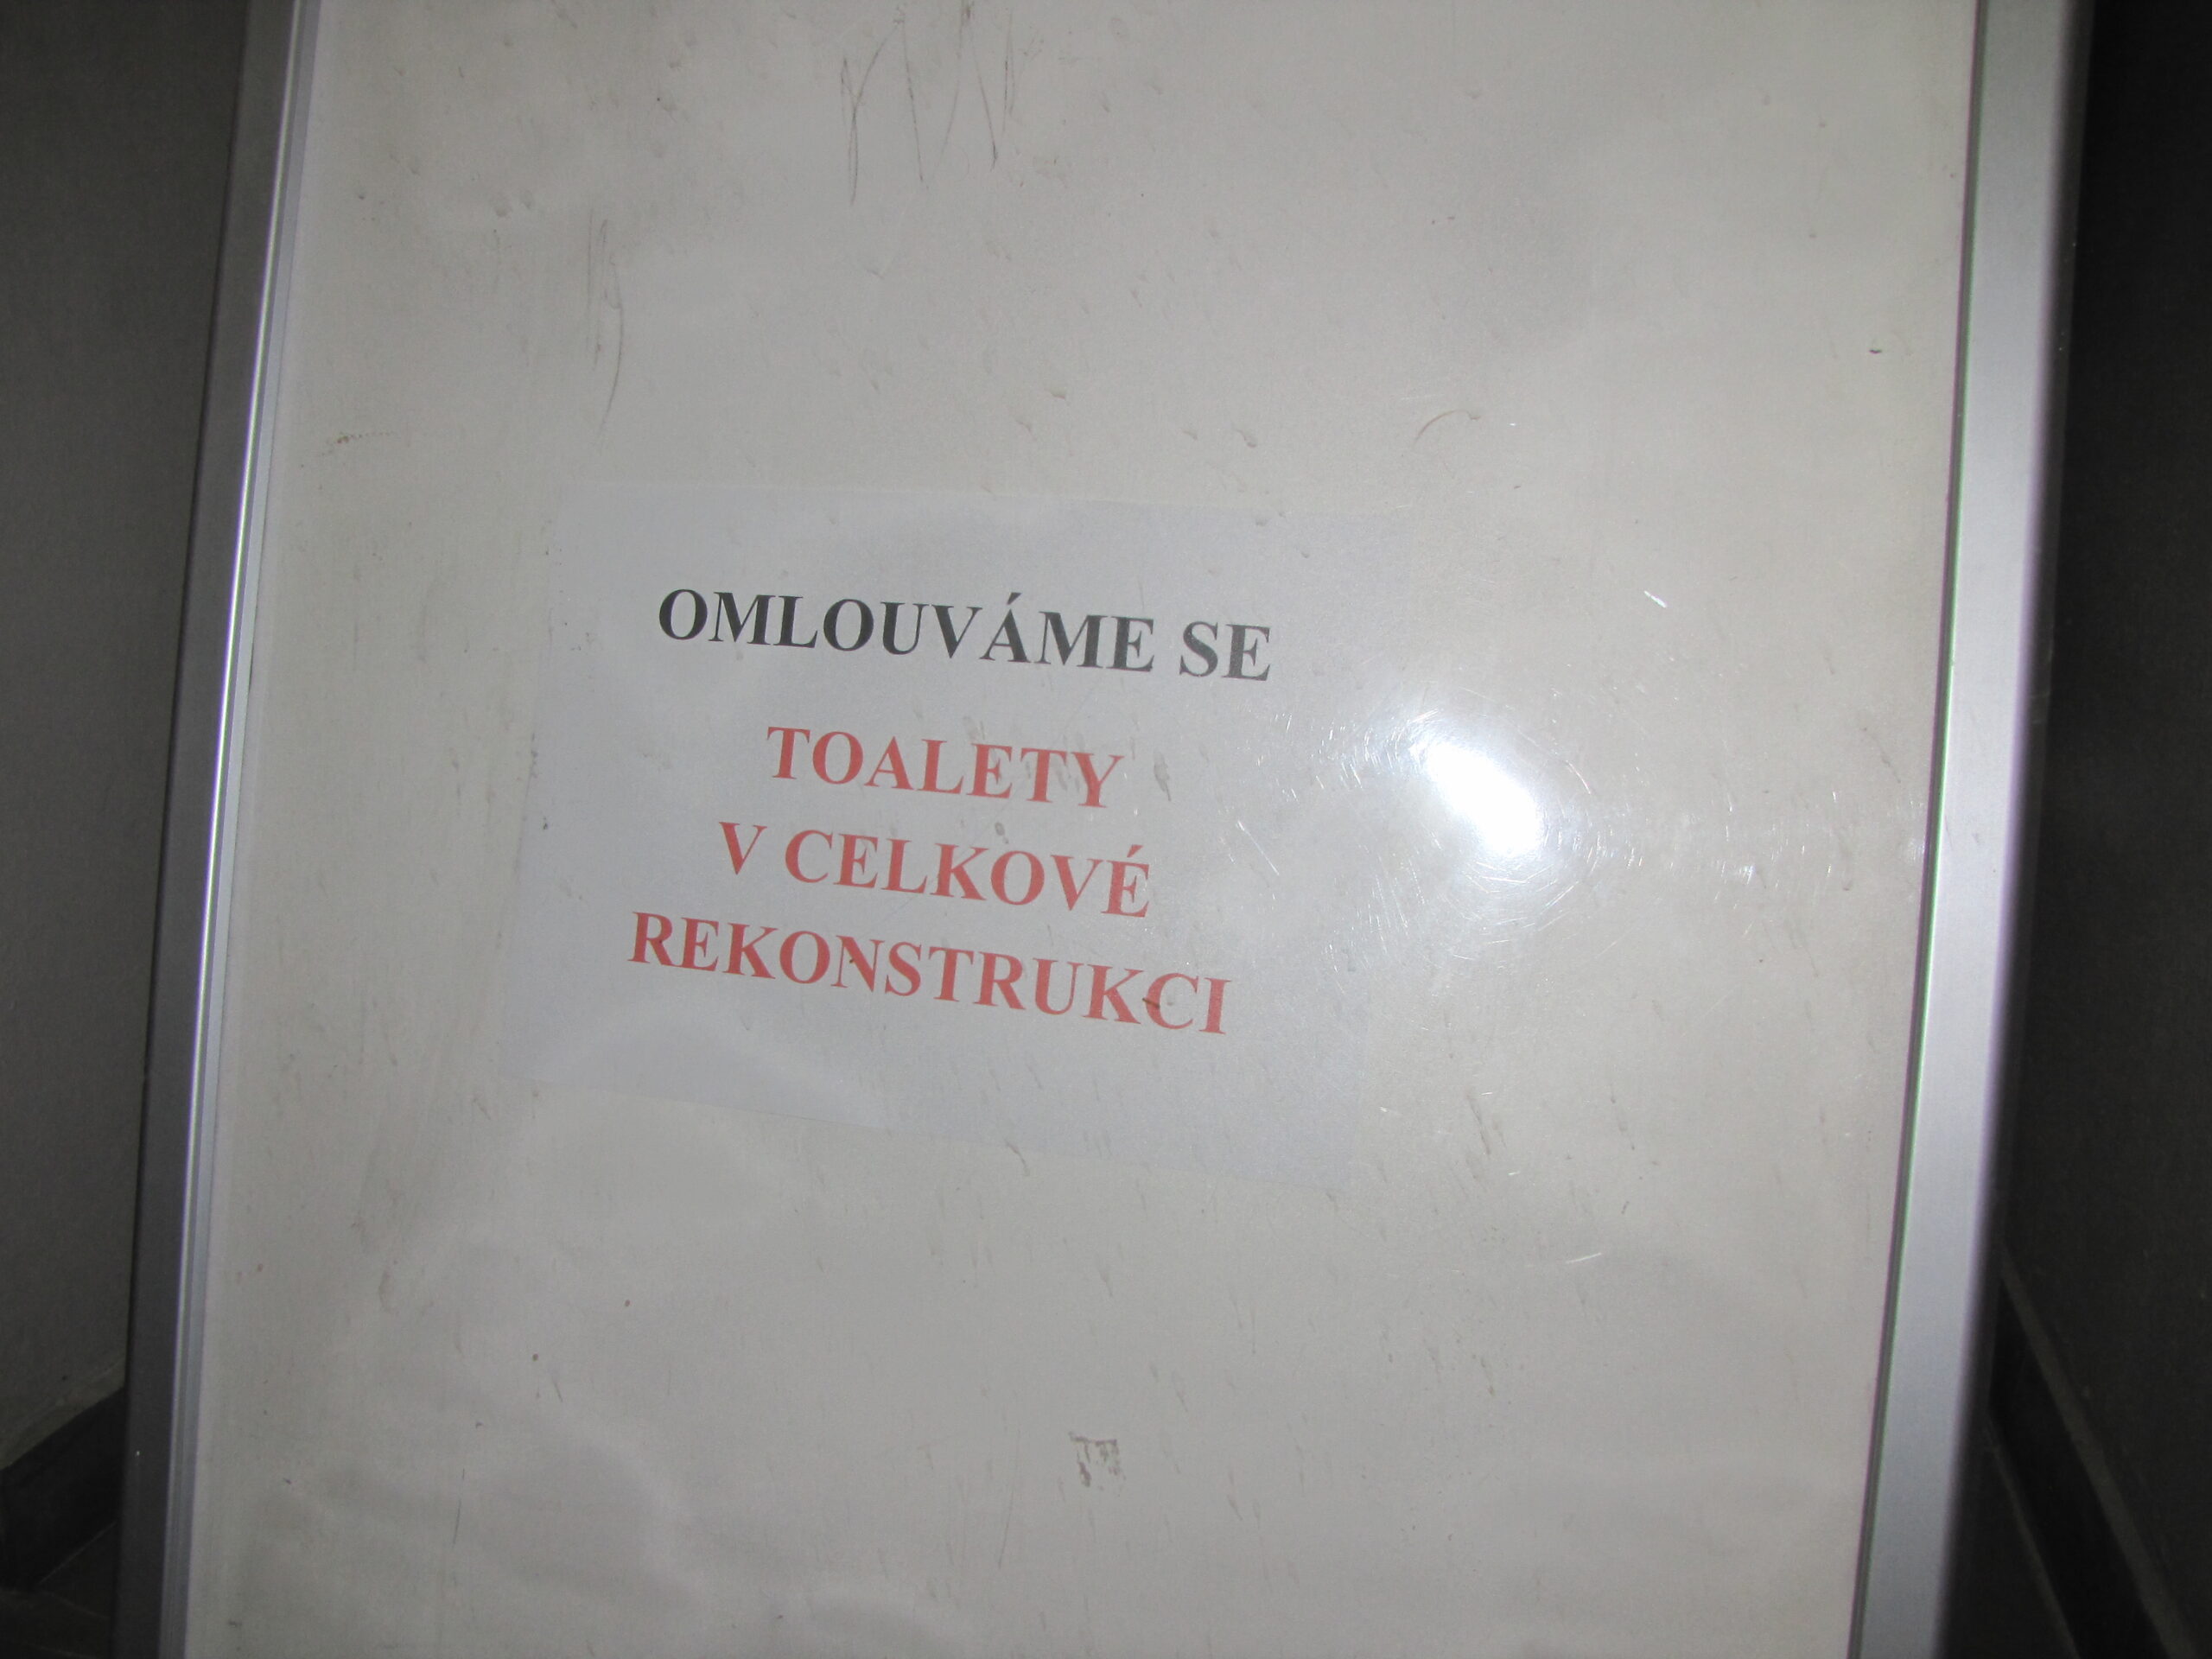 OMLOUVÁME SE
TOALETY
V CELKOVÉ
REKONSTRUKCI